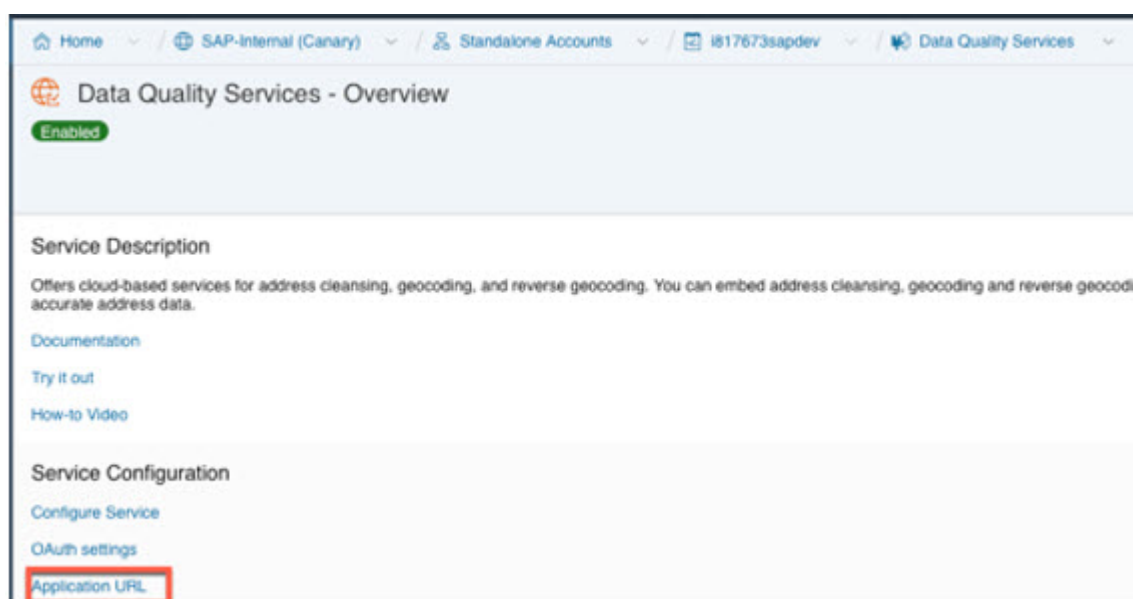 Home / SAP-Internal (Canary) / Standalone Accounts / i817673sapdev / Data Quality Services
Data Quality Services - Overview
Enabled
Service Description
Offers cloud-based services for address cleansing, geocoding, and reverse geocoding. You can embed address cleansing, geocoding and reverse geocodi
accurate address data.
Documentation
Try it out
How-to Video
Service Configuration
Configure Service
OAuth settings
Application URL